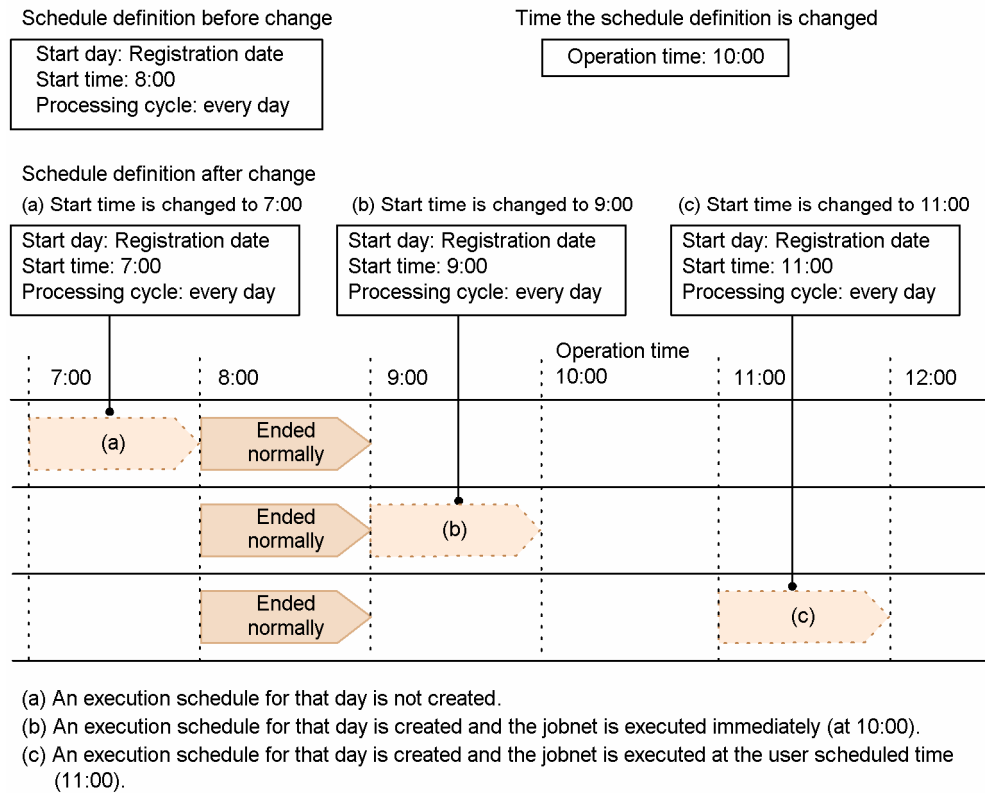 Schedule definition before change
Start day: Registration date
Start time: 8:00
Processing cycle: every day
Time the schedule definition is changed
Operation time: 10:00
Schedule definition after change
(a) Start time is changed to 7:00
Start day: Registration date
Start time: 7:00
Processing cycle: every day
(b) Start time is changed to 9:00
Start day: Registration date
Start time: 9:00
Processing cycle: every day
(c) Start time is changed to 11:00
Start day: Registration date
Start time: 11:00
Processing cycle: every day
Operation time
7:00 8:00 9:00 10:00 11:00 12:00
(a)
Ended
normally
Ended
normally
(b)
Ended
normally
(c)
(a) An execution schedule for that day is not created.
(b) An execution schedule for that day is created and the jobnet is executed immediately (at 10:00).
(c) An execution schedule for that day is created and the jobnet is executed at the user scheduled time
(11:00).